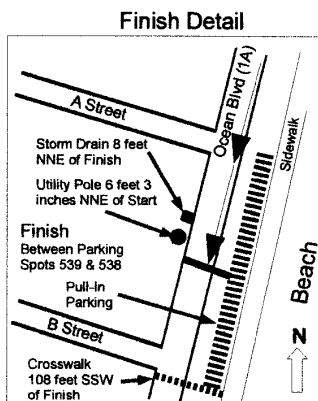 Finish Detail
A Street
Ocean Blvd (1A)
Sidewalk
Storm Drain 8 feet
NNE of Finish
Utility Pole 6 feet 3
inches NNE of Start
Finish
Between Parking
Spots 539 & 538
Pull-In
Parking
Beach
B Street
N
Crosswalk
108 feet SSW
of Finish